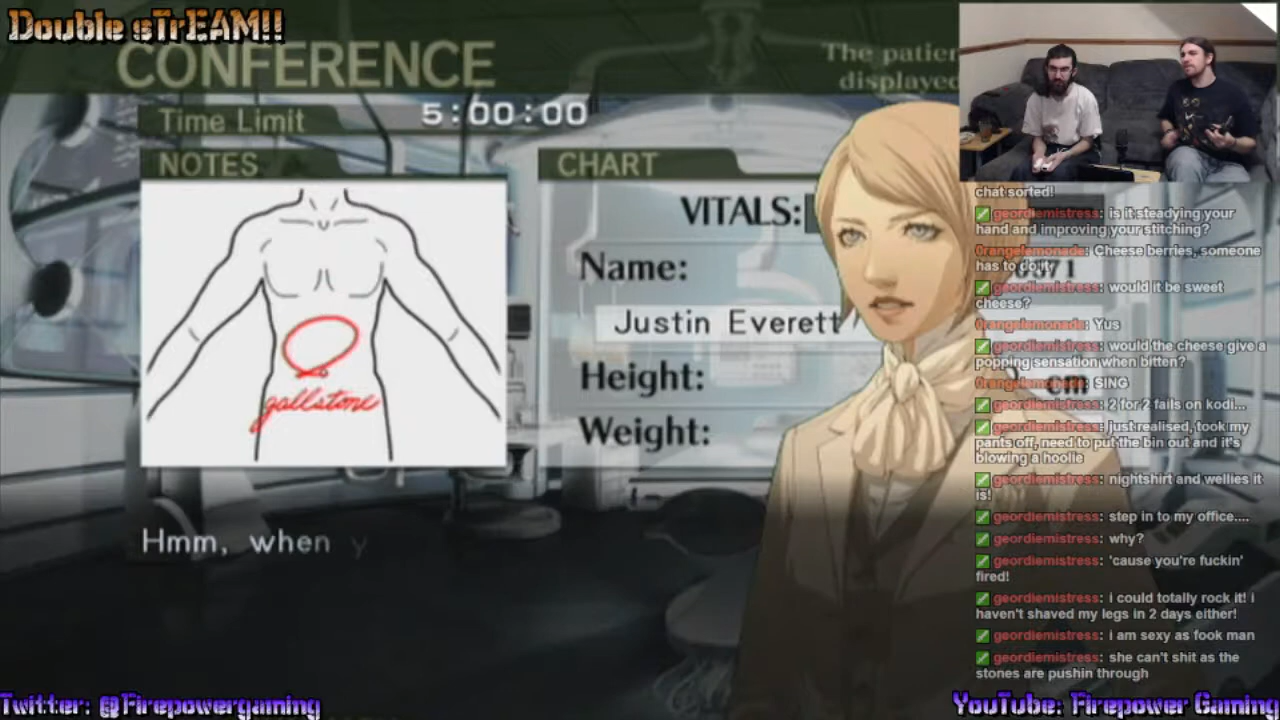 Double sTrEAM!!
CONFERENCE
The patien
displayed
Time Limit
5:00:00
NOTES
CHART
VITALS:
Name:
Justin Everett
Height:
cm
Weight:
gallstone
Hmm, when y
chat sorted!
geordiemistress: is it steadying your
hand and improving your stitching?
0rangelemonade: Cheese berries, someone
has to do it
geordiemistress: would it be sweet
cheese?
0rangelemonade: Yus
geordiemistress: would the cheese give a
popping sensation when bitten?
0rangelemonade: SING
geordiemistress: 2 for 2 fails on kodi...
geordiemistress: just realised, took my
pants off, need to put the bin out and it's
blowing a hoolie
geordiemistress: nightshirt and wellies it
is!
geordiemistress: step in to my office....
geordiemistress: why?
geordiemistress: 'cause you're fuckin'
fired!
geordiemistress: i could totally rock it! i
haven't shaved my legs in 2 days either!
geordiemistress: i am sexy as fook man
geordiemistress: she can't shit as the
stones are pushin through
Twitter: @Firepowergaming
YouTube: Firepower Gaming